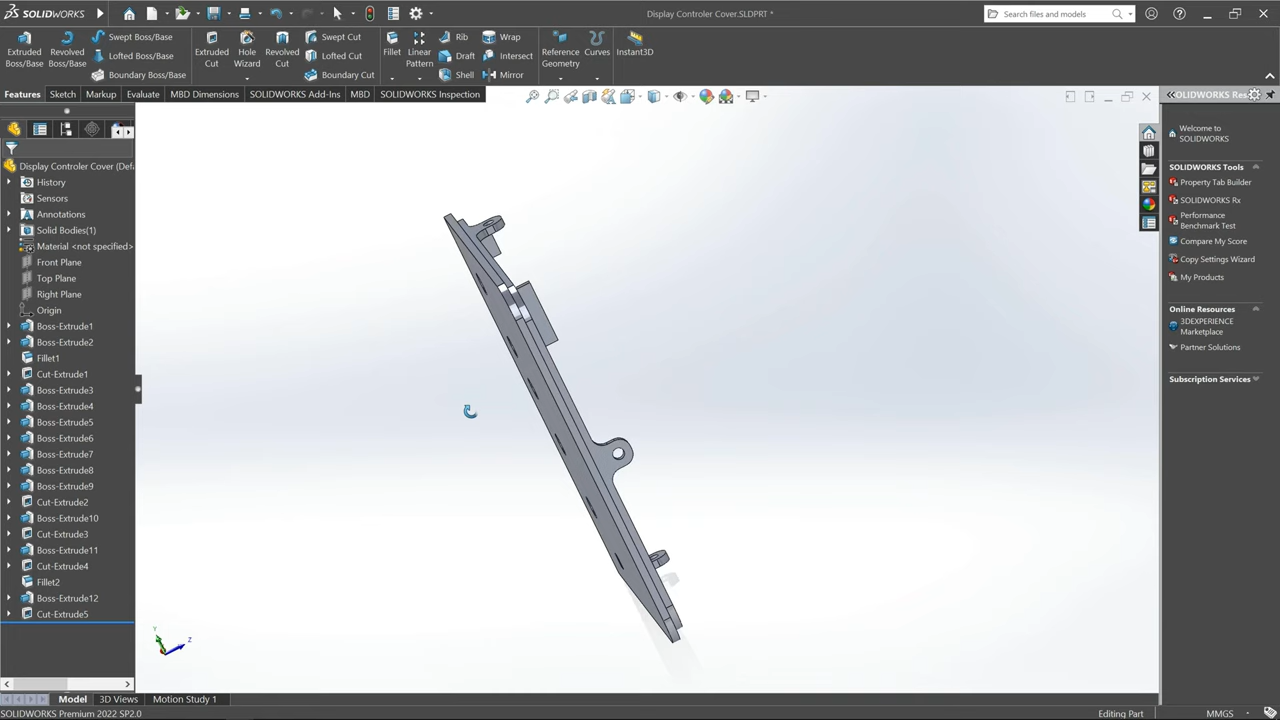 SOLIDWORKS
Display Controler Cover.SLDPRT *
Search files and models
Extruded Boss/Base
Revolved Boss/Base
Swept Boss/Base
Lofted Boss/Base
Boundary Boss/Base
Extruded Cut
Hole Wizard
Revolved Cut
Swept Cut
Lofted Cut
Boundary Cut
Fillet
Linear Pattern
Rib
Draft
Shell
Wrap
Intersect
Mirror
Reference Geometry
Curves
Instant3D
Features
Sketch
Markup
Evaluate
MBD Dimensions
SOLIDWORKS Add-Ins
MBD
SOLIDWORKS Inspection
Display Controler Cover (Defa
History
Sensors
Annotations
Solid Bodies(1)
Material <not specified>
Front Plane
Top Plane
Right Plane
Origin
Boss-Extrude1
Boss-Extrude2
Fillet1
Cut-Extrude1
Boss-Extrude3
Boss-Extrude4
Boss-Extrude5
Boss-Extrude6
Boss-Extrude7
Boss-Extrude8
Boss-Extrude9
Cut-Extrude2
Boss-Extrude10
Cut-Extrude3
Boss-Extrude11
Cut-Extrude4
Fillet2
Boss-Extrude12
Cut-Extrude5
Y
Z
SOLIDWORKS Res
Welcome to
SOLIDWORKS
SOLIDWORKS Tools
Property Tab Builder
SOLIDWORKS Rx
Performance
Benchmark Test
Compare My Score
Copy Settings Wizard
My Products
Online Resources
3DEXPERIENCE
Marketplace
Partner Solutions
Subscription Services
Model
3D Views
Motion Study 1
SOLIDWORKS Premium 2022 SP2.0
Editing Part
MMGS